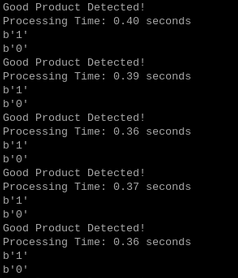 Good Product Detected!
Processing Time: 0.40 seconds
b'1'
b'0'
Good Product Detected!
Processing Time: 0.39 seconds
b'1'
b'0'
Good Product Detected!
Processing Time: 0.36 seconds
b'1'
b'0'
Good Product Detected!
Processing Time: 0.37 seconds
b'1'
b'0'
Good Product Detected!
Processing Time: 0.36 seconds
b'1'
b'0'